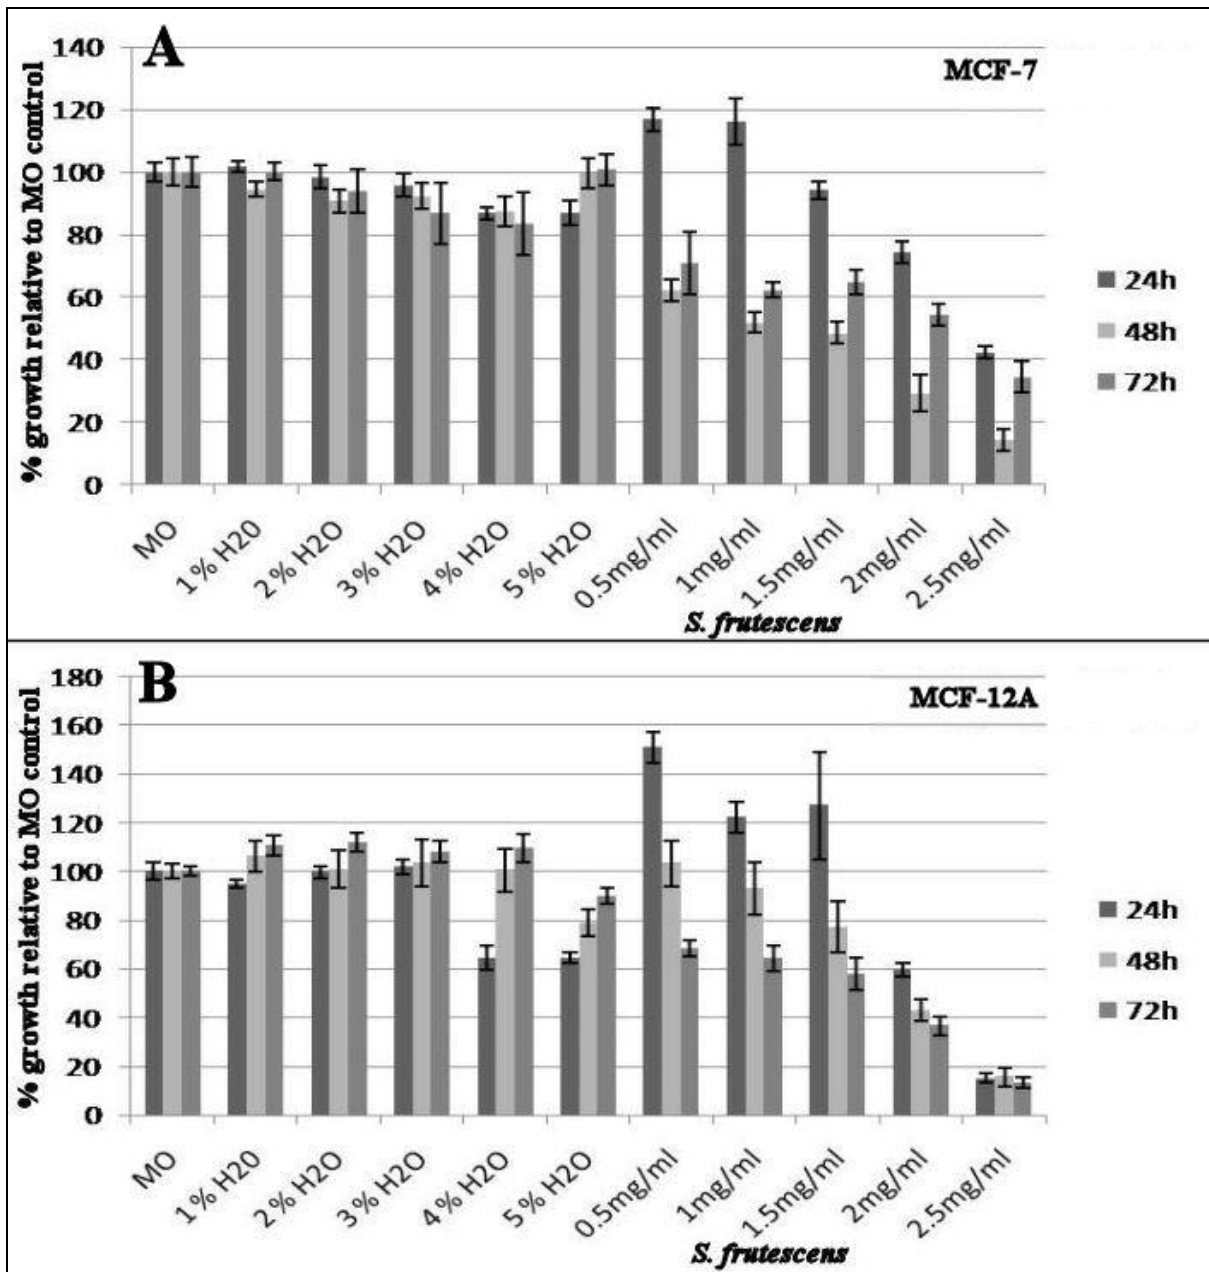 A
MCF-7
% growth relative to MO control
140
120
100
80
60
40
20
0
24h
48h
72h
MO
1% H20
2% H2O
3% H2O
4% H2O
5% H2O
0.5mg/ml
1mg/ml
1.5mg/ml
2mg/ml
2.5mg/ml
S. frutescens
B
MCF-12A
% growth relative to MO control
180
160
140
120
100
80
60
40
20
0
24h
48h
72h
MO
1% H20
2% H2O
3% H2O
4% H2O
5% H2O
0.5mg/ml
1mg/ml
1.5mg/ml
2mg/ml
2.5mg/ml
S. frutescens